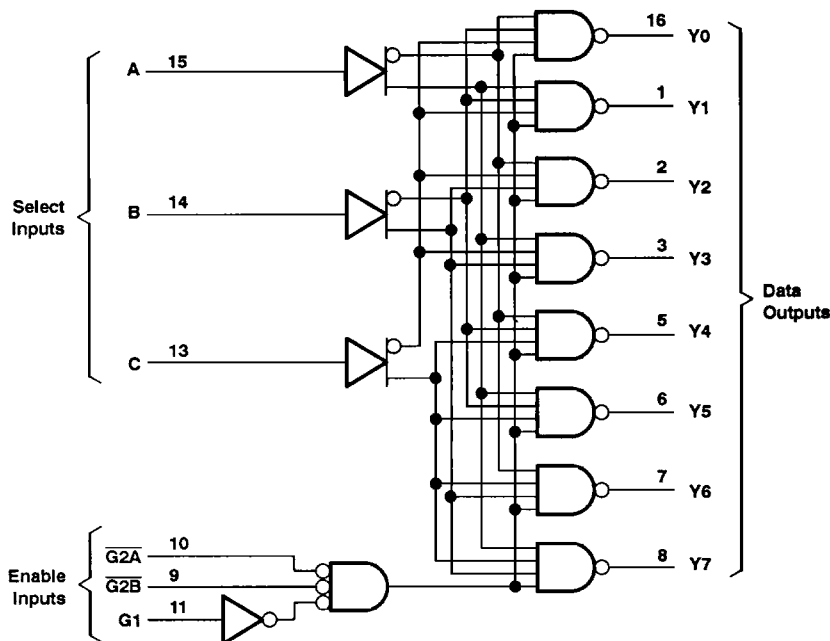 16 Y0
A 15
1 Y1
2 Y2
Select
Inputs
B 14
3 Y3
Data
Outputs
5 Y4
C 13
6 Y5
7 Y6
G2A 10
8 Y7
Enable
Inputs
G2B 9
G1 11